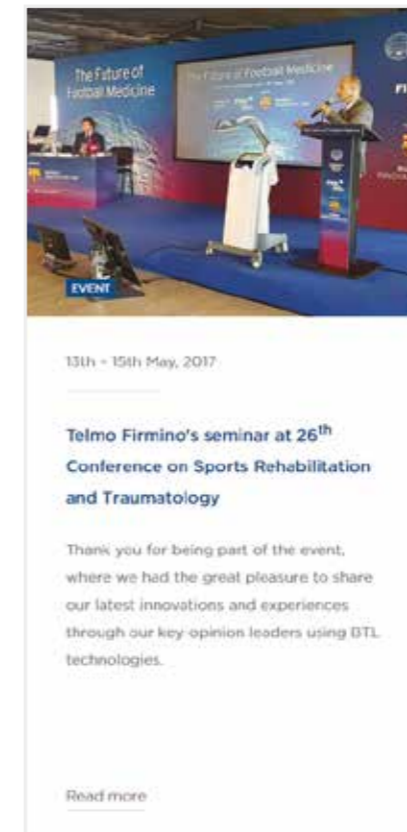 The Future of
Football Medicine
The Future of Football Medicine
EVENT
13th - 15th May, 2017
Telmo Firmino's seminar at 26th
Conference on Sports Rehabilitation
and Traumatology
Thank you for being part of the event,
where we had the great pleasure to share
our latest innovations and experiences
through our key opinion leaders using BTL
technologies.
Read more